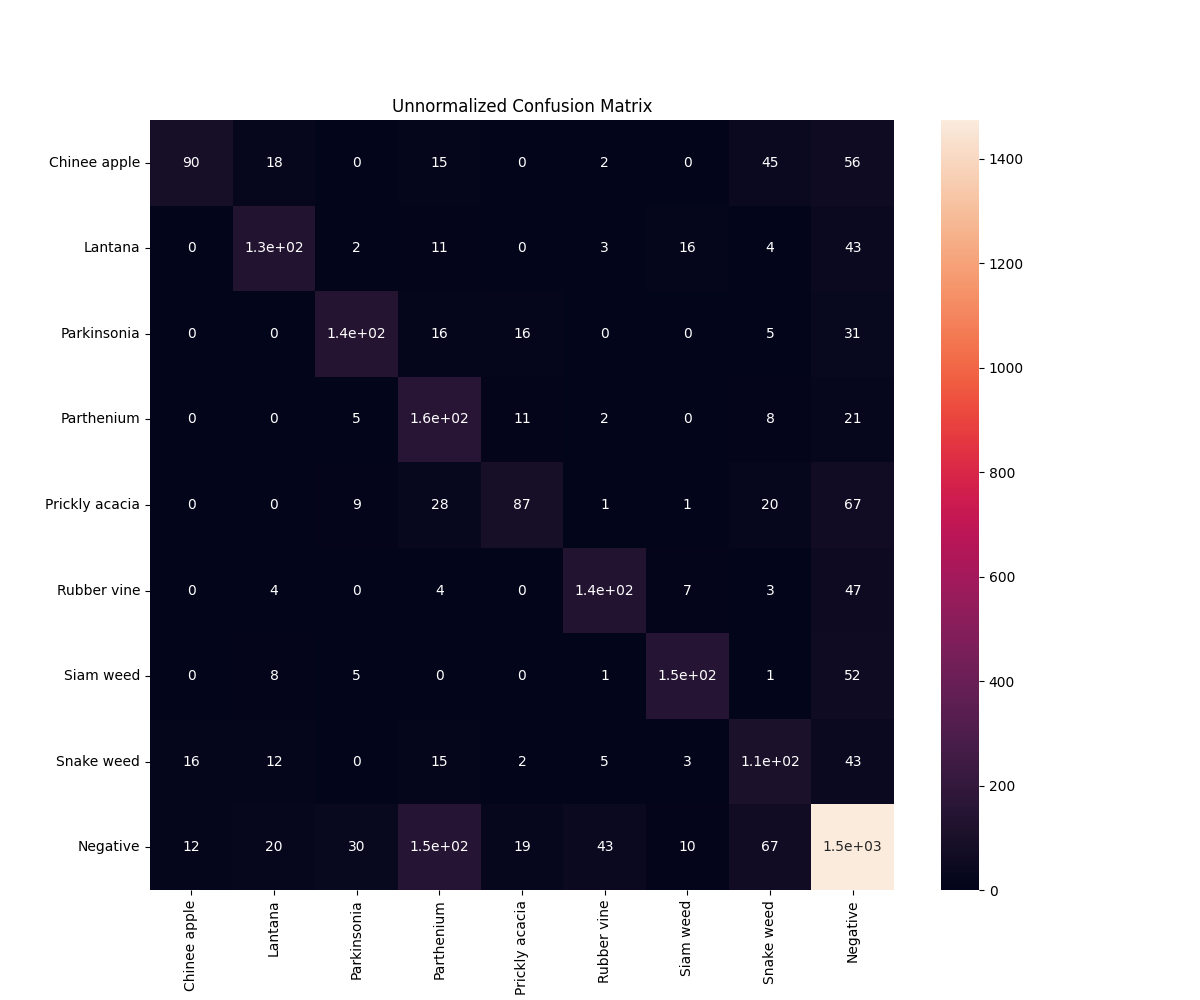 Unnormalized Confusion Matrix
Chinee apple 90 18 0 15 0 2 0 45 56
Lantana 0 1.3e+02 2 11 0 3 16 4 43
Parkinsonia 0 0 1.4e+02 16 16 0 0 5 31
Parthenium 0 0 5 1.6e+02 11 2 0 8 21
Prickly acacia 0 0 9 28 87 1 1 20 67
Rubber vine 0 4 0 4 0 1.4e+02 7 3 47
Siam weed 0 8 5 0 0 1 1.5e+02 1 52
Snake weed 16 12 0 15 2 5 3 1.1e+02 43
Negative 12 20 30 1.5e+02 19 43 10 67 1.5e+03
Chinee apple
Lantana
Parkinsonia
Parthenium
Prickly acacia
Rubber vine
Siam weed
Snake weed
Negative
1400
1200
1000
800
600
400
200
0